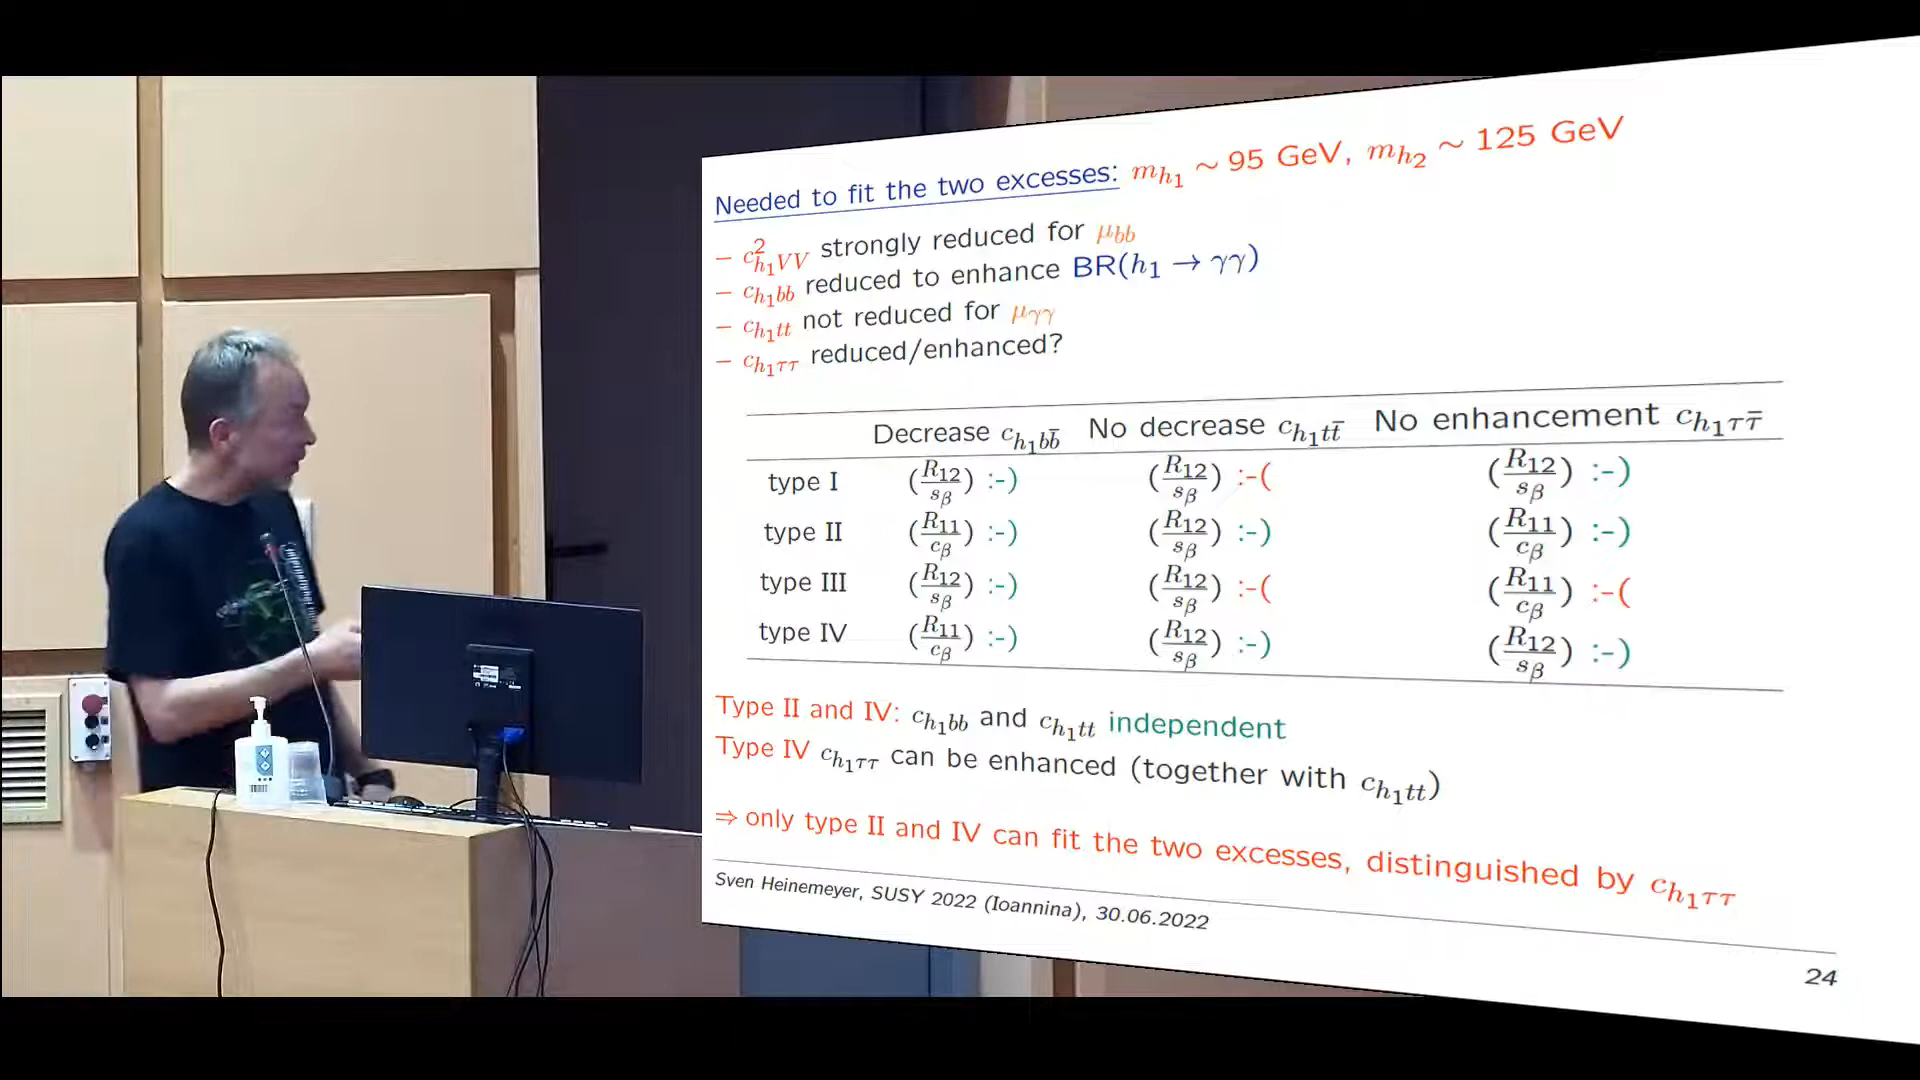 Needed to fit the two excesses: m_{h_1} ∼ 95 GeV, m_{h_2} ∼ 125 GeV
− c²_{h_1VV} strongly reduced for μ_{bb}
− c_{h_1bb} reduced to enhance BR(h_1 → γγ)
− c_{h_1tt} not reduced for μ_{γγ}
− c_{h_1ττ} reduced/enhanced?
Decrease c_{h_1b\bar{b}} No decrease c_{h_1t\bar{t}} No enhancement c_{h_1τ\bar{τ}}
type I (R_{12}/s_β) :-) (R_{12}/s_β) :-( (R_{12}/s_β) :-)
type II (R_{11}/c_β) :-) (R_{12}/s_β) :-) (R_{11}/c_β) :-)
type III (R_{12}/s_β) :-) (R_{12}/s_β) :-( (R_{11}/c_β) :-(
type IV (R_{11}/c_β) :-) (R_{12}/s_β) :-) (R_{12}/s_β) :-)
Type II and IV: c_{h_1bb} and c_{h_1tt} independent
Type IV c_{h_1ττ} can be enhanced (together with c_{h_1tt})
⇒ only type II and IV can fit the two excesses, distinguished by c_{h_1ττ}
Sven Heinemeyer, SUSY 2022 (Ioannina), 30.06.2022
24